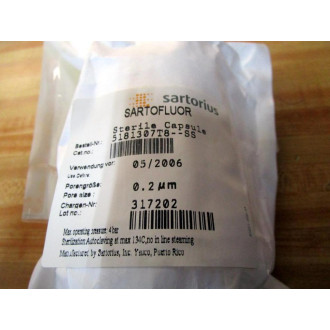 sartorius
SARTOFLUOR
Sterile Capsule
Bestell-Nr.
5181307T8--SS
Cat no.:
Verwendung vor:
05/2006
Use Before
Porengröße:
0.2 µm
Pore size:
Chargen-Nr:
317202
Lot no.:
Max operating pressure: 4 bar
Sterilization: Autoclaving at max 134C, no in line steaming
Manufactured by Sartorius, Inc. Yauco, Puerto Rico